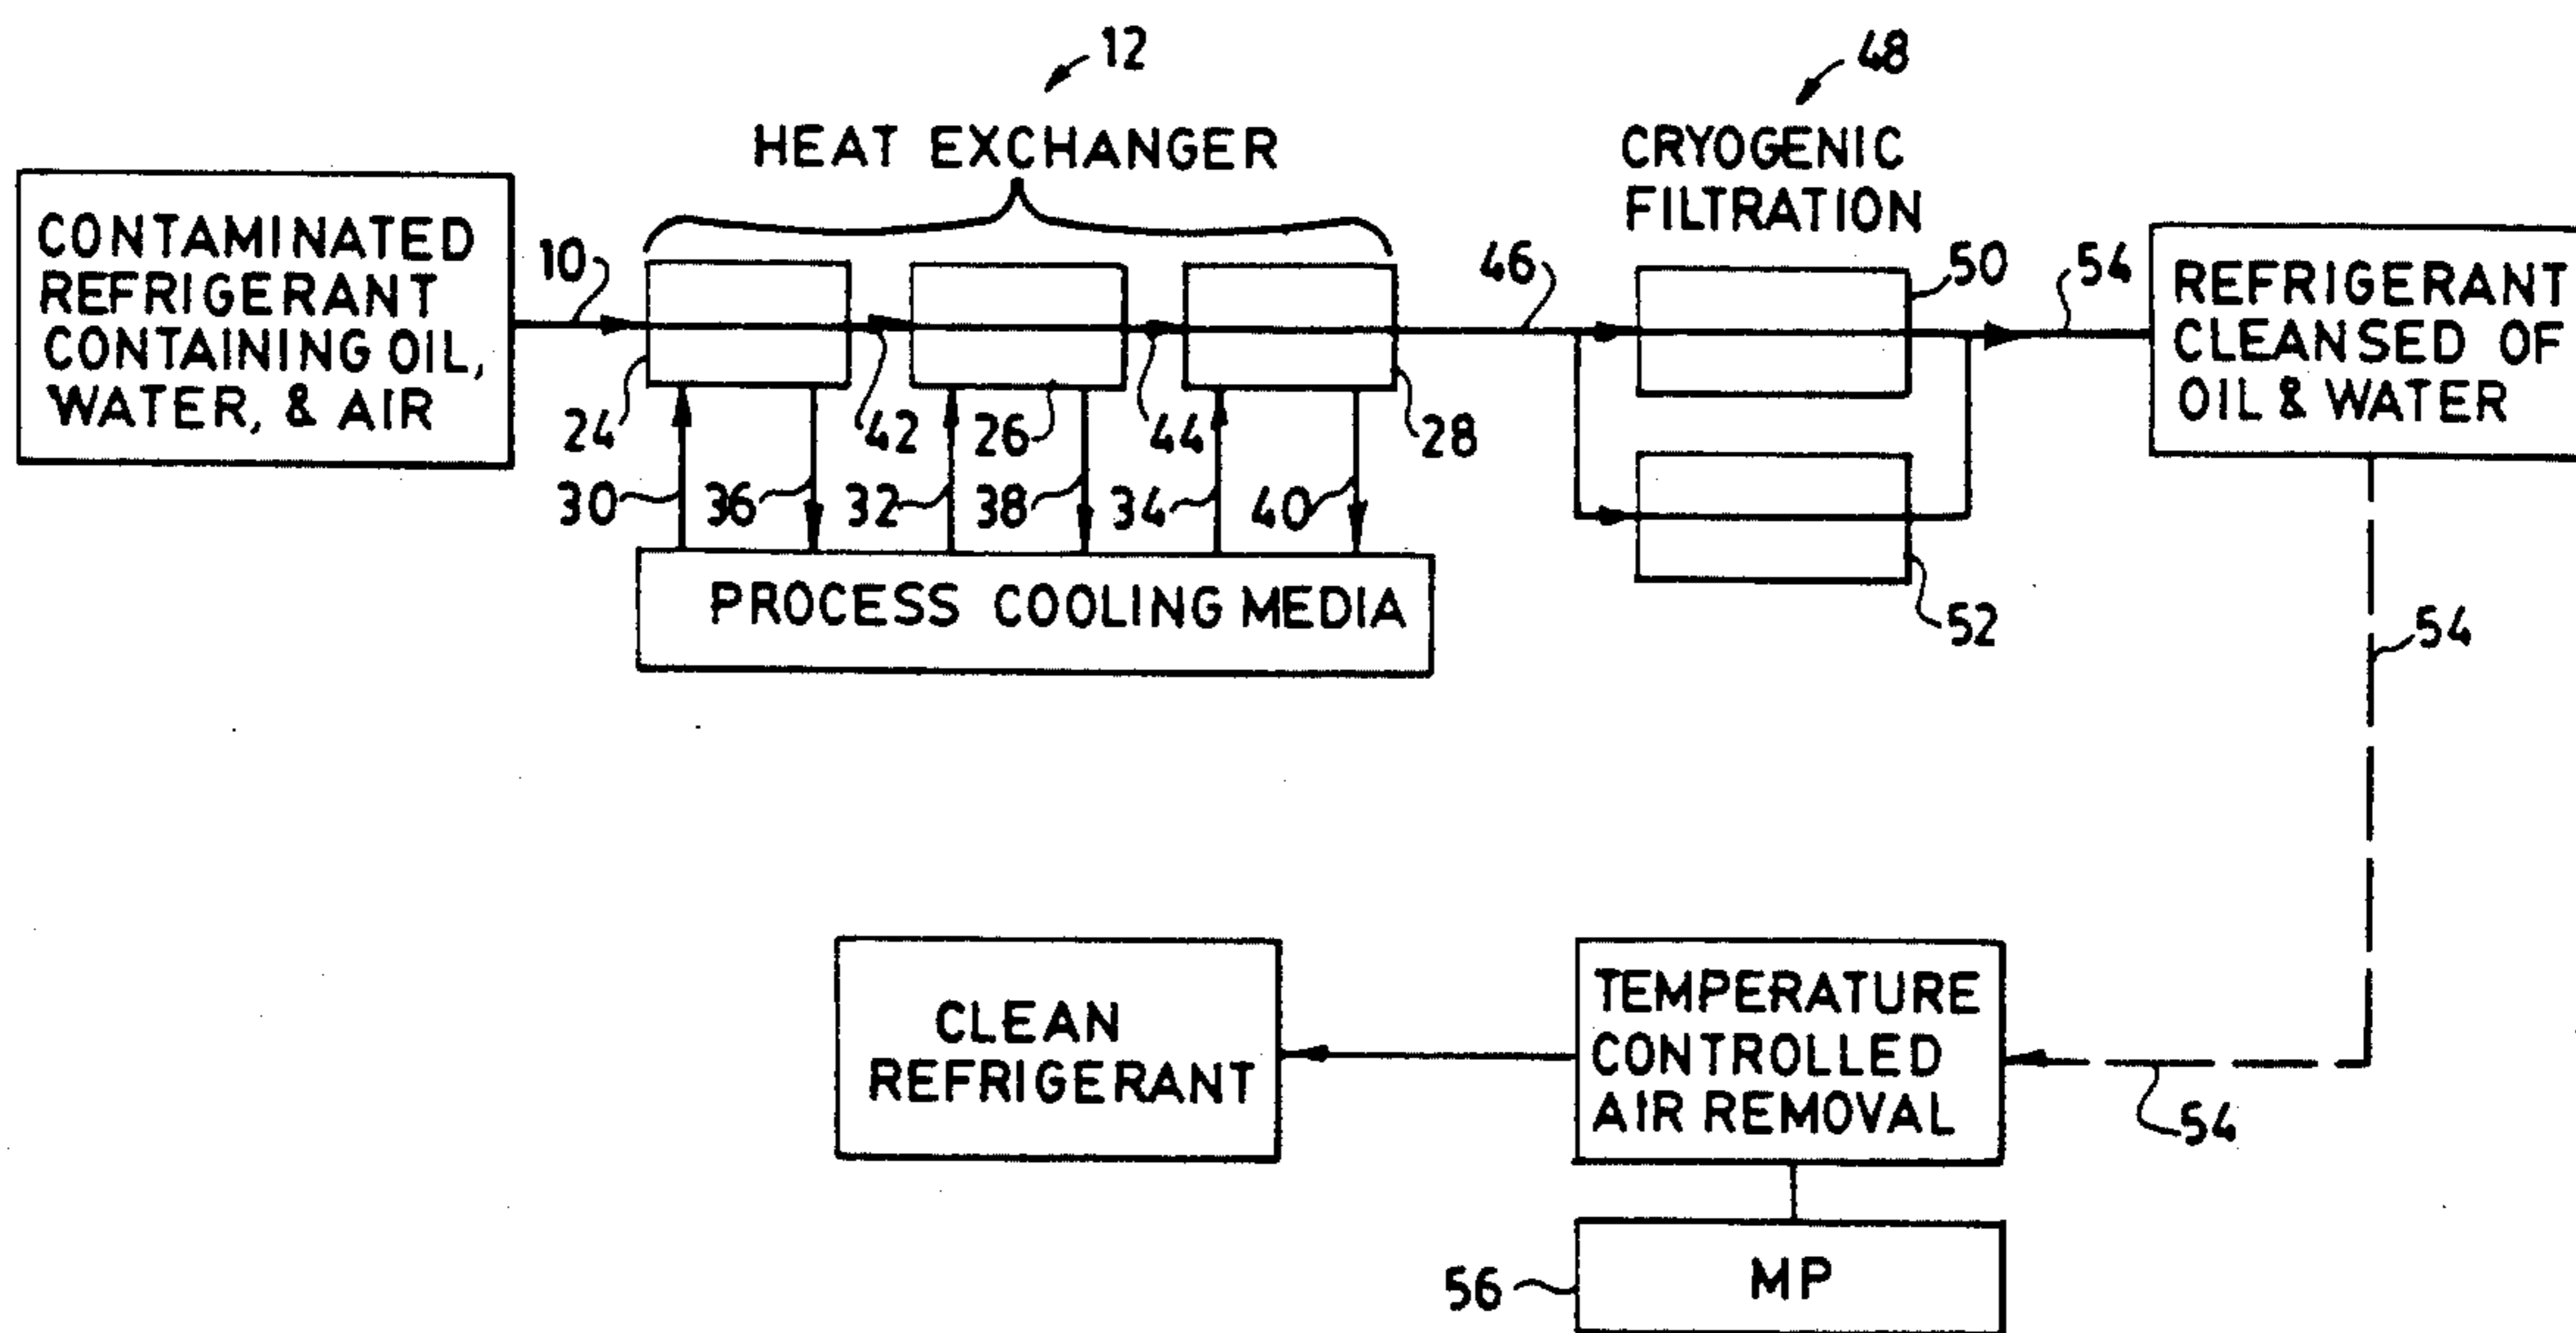 12
48
HEAT EXCHANGER
CRYOGENIC
FILTRATION
CONTAMINATED
REFRIGERANT
CONTAINING OIL,
WATER, & AIR
10
46
50
54
REFRIGERANT
CLEANSED OF
OIL & WATER
24
42
26
44
28
30
36
32
38
34
40
52
PROCESS COOLING MEDIA
54
CLEAN
REFRIGERANT
TEMPERATURE
CONTROLLED
AIR REMOVAL
54
56
MP